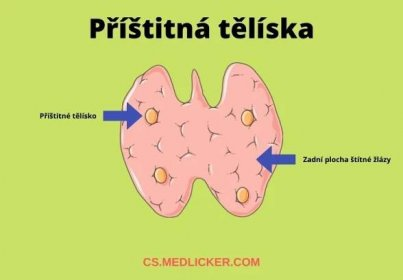 Příštitná tělíska
Příštitné tělísko
Zadní plocha štítné žlázy
CS.MEDLICKER.COM